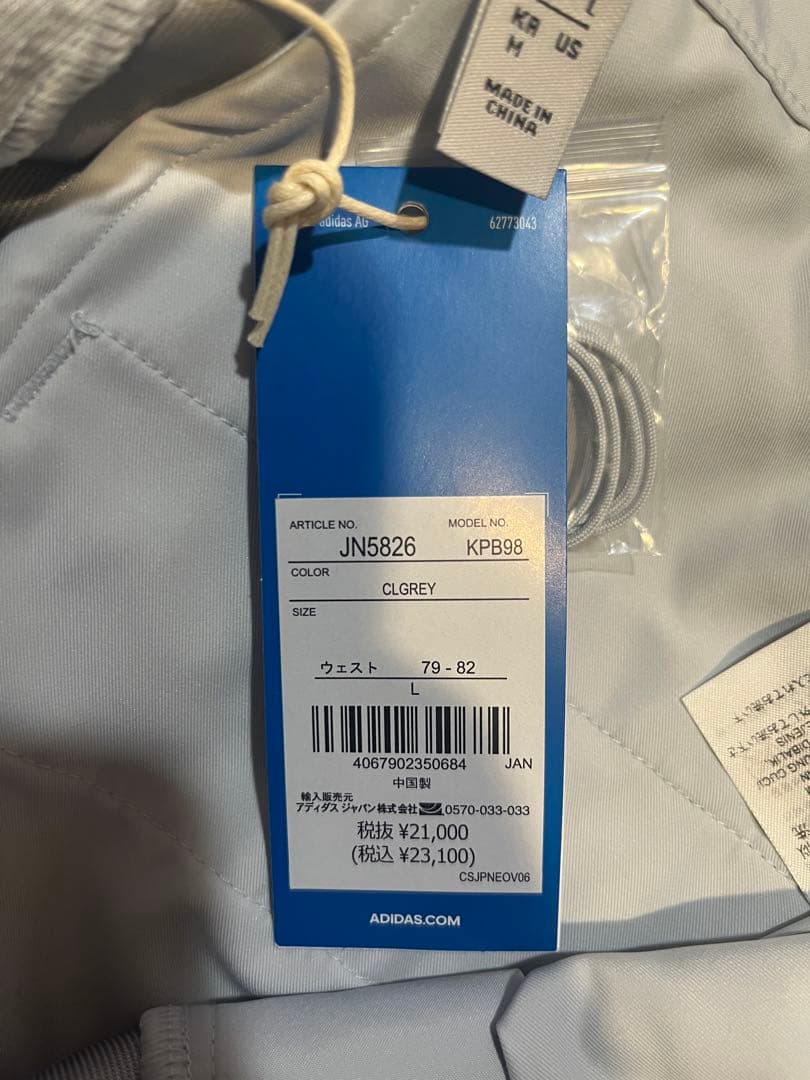 L
KR US
M
MADE IN
CHINA
adidas AG
62773043
ARTICLE NO. MODEL NO.
JN5826 KPB98
COLOR
CLGREY
SIZE
ウェスト 79 - 82
L
4067902350684 JAN
中国製
輸入販売元
アディダス ジャパン株式会社 0570-033-033
税抜 ¥21,000
(税込 ¥23,100)
CSJPNEOV06
ADIDAS.COM